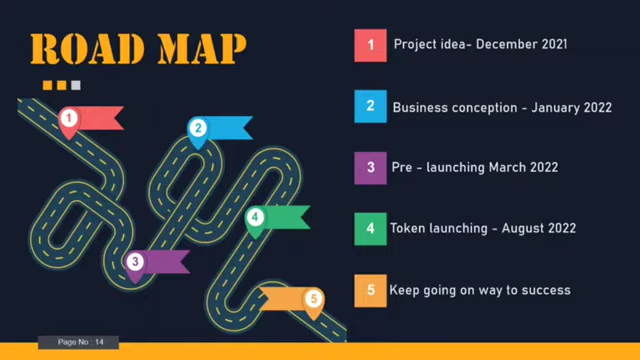 ROAD MAP
1 Project idea- December 2021
2 Business conception - January 2022
3 Pre - launching March 2022
4 Token launching - August 2022
5 Keep going on way to success
1
2
3
4
5
Page No : 14